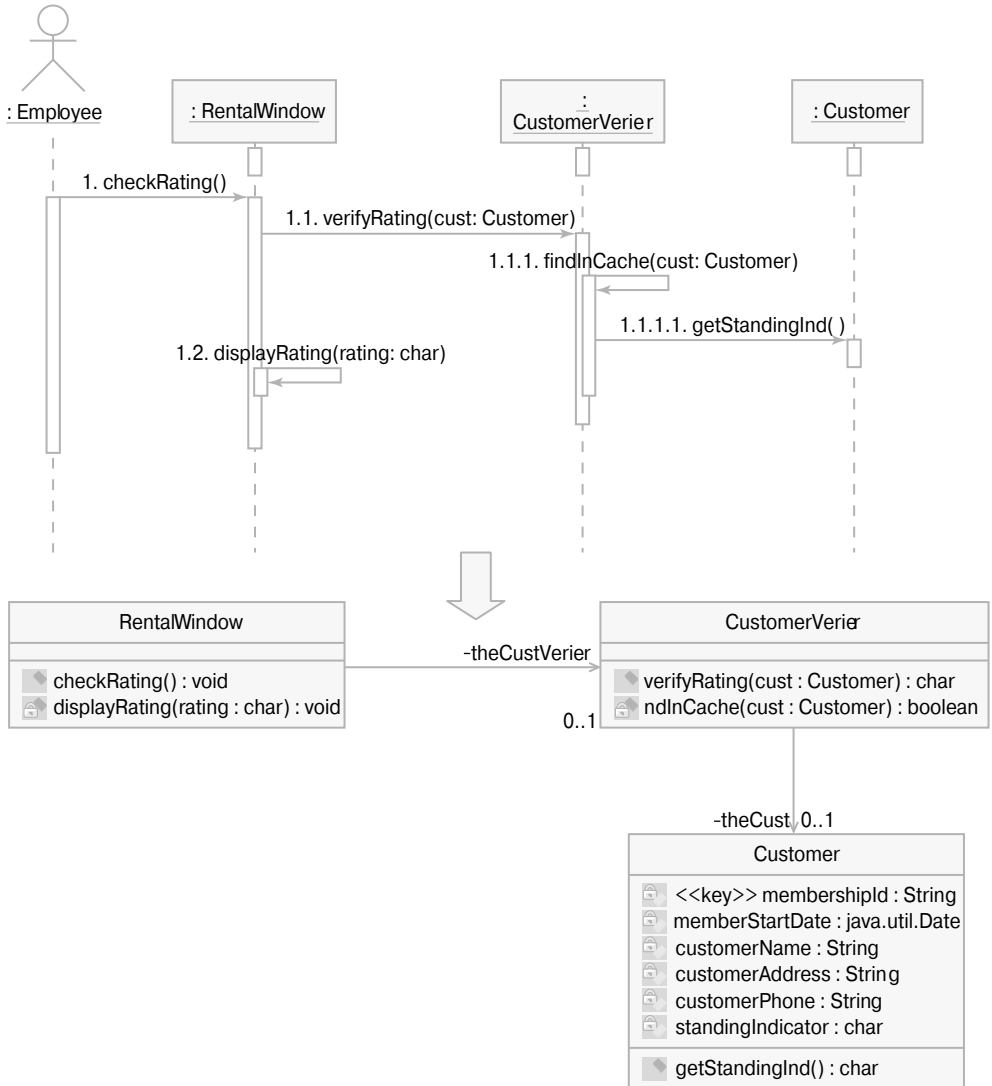 : Employee
: RentalWindow
:
CustomerVerier
: Customer
1. checkRating()
1.1. verifyRating(cust: Customer)
1.1.1. findInCache(cust: Customer)
1.1.1.1. getStandingInd( )
1.2. displayRating(rating: char)
RentalWindow
checkRating() : void
displayRating(rating : char) : void
-theCustVerier
0..1
CustomerVerier
verifyRating(cust : Customer) : char
ndInCache(cust : Customer) : boolean
-theCust 0..1
Customer
<<key>> membershipId : String
memberStartDate : java.util.Date
customerName : String
customerAddress : String
customerPhone : String
standingIndicator : char
getStandingInd() : char